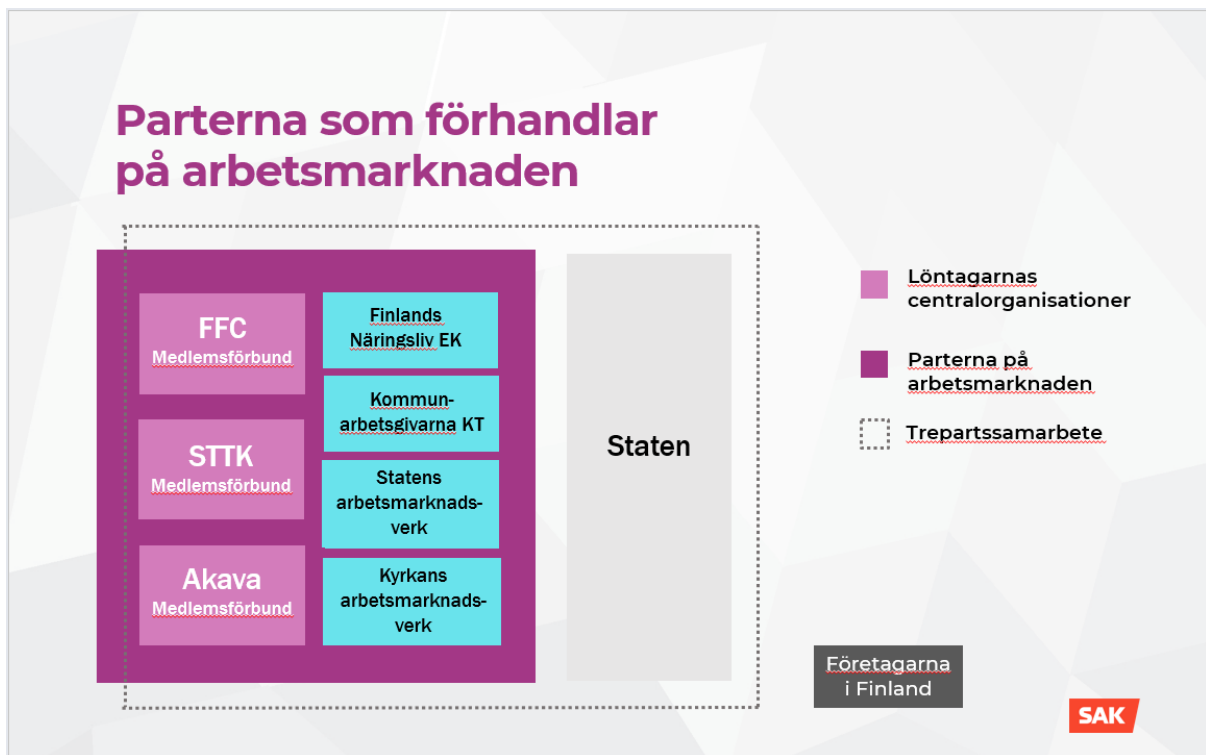 Parterna som förhandlar
på arbetsmarknaden
FFC
Medlemsförbund
STTK
Medlemsförbund
Akava
Medlemsförbund
Finlands
Näringsliv EK
Kommun-
arbetsgivarna KT
Statens
arbetsmarknads-
verk
Kyrkans
arbetsmarknads-
verk
Staten
Löntagarnas
centralorganisationer
Parterna på
arbetsmarknaden
Trepartssamarbete
Företagarna
i Finland
SAK